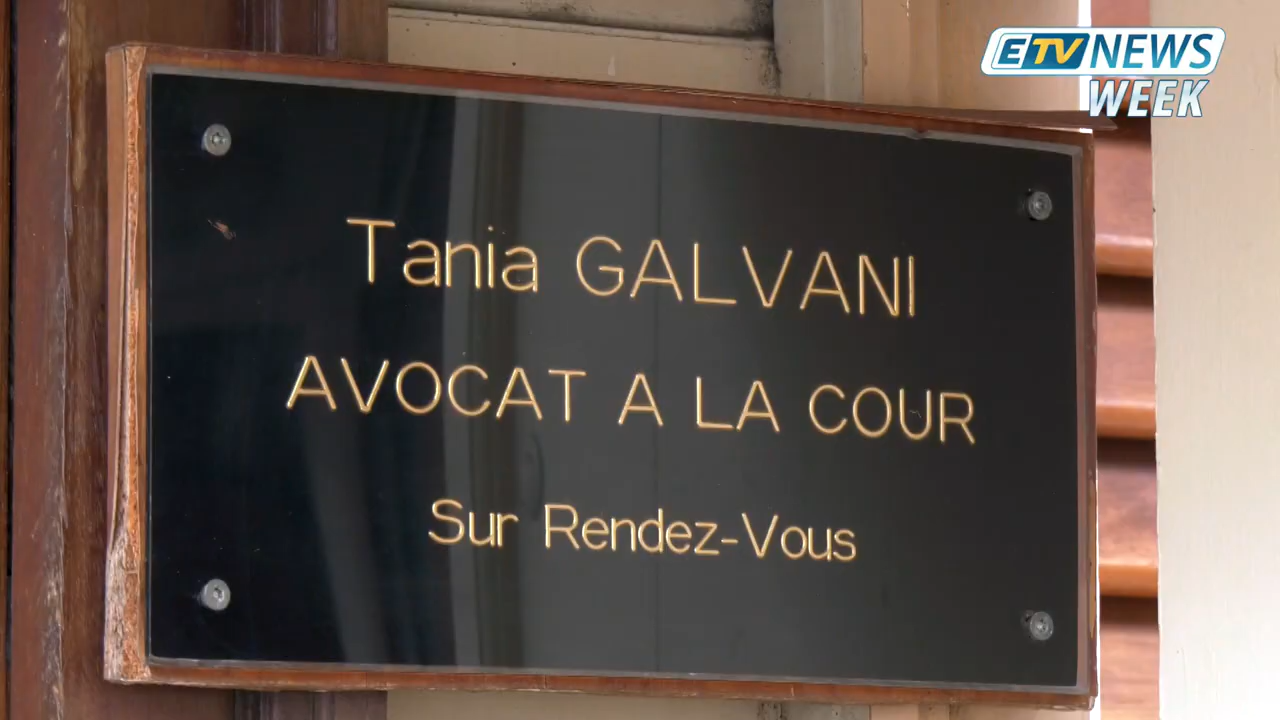 ETV NEWS
WEEK
Tania GALVANI
AVOCAT A LA COUR
Sur Rendez-Vous